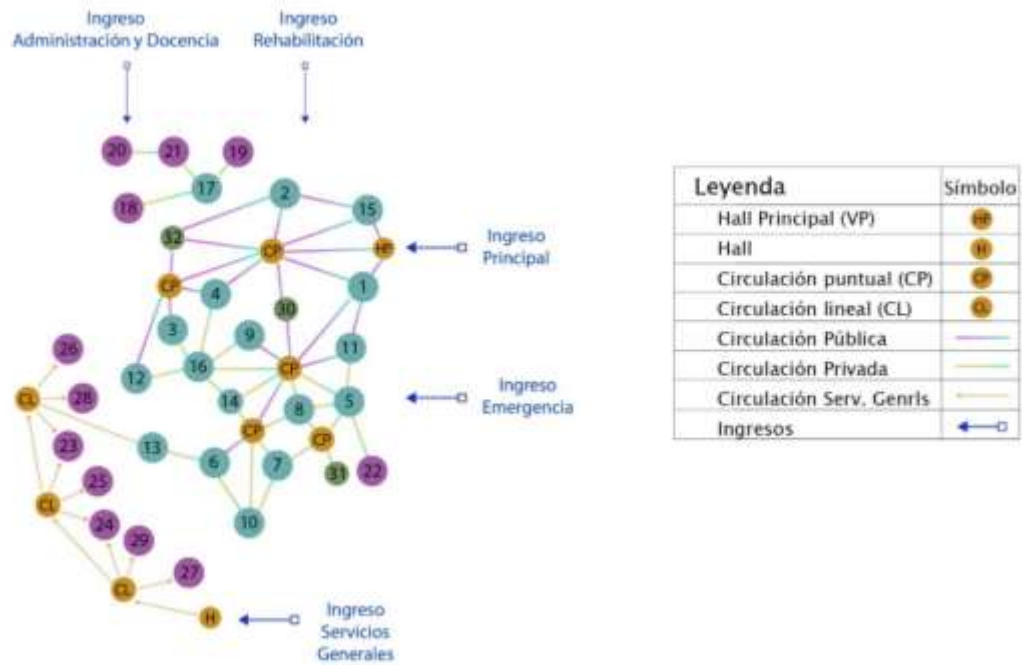 Ingreso
Administración y Docencia
Ingreso
Rehabilitación
20
21
19
17
18
2
15
32
CP
HP
Ingreso
Principal
CP
4
1
30
3
9
11
26
16
CP
12
CL
28
14
8
5
Ingreso
Emergencia
23
13
CP
CP
6
7
31
22
25
CL
24
10
29
27
CL
H
Ingreso
Servicios
Generales
Leyenda Símbolo
Hall Principal (VP) HP
Hall H
Circulación puntual (CP) CP
Circulación lineal (CL) CL
Circulación Pública
Circulación Privada
Circulación Serv. Genrls
Ingresos